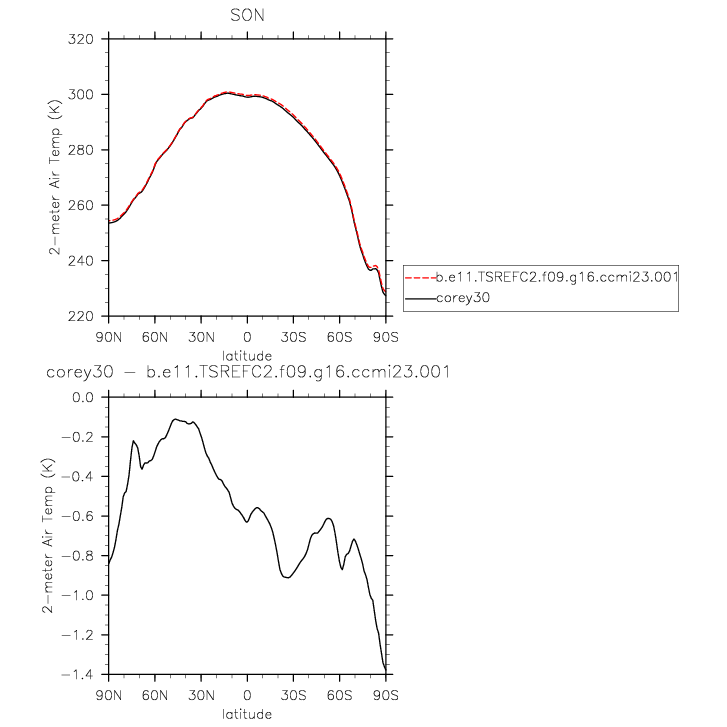 SON
320
300
280
260
240
220
2-meter Air Temp (K)
90N 60N 30N 0 30S 60S 90S
latitude
b.e11.TSREFC2.f09.g16.ccmi23.001
corey30
corey30 - b.e11.TSREFC2.f09.g16.ccmi23.001
0.0
-0.2
-0.4
-0.6
-0.8
-1.0
-1.2
-1.4
2-meter Air Temp (K)
90N 60N 30N 0 30S 60S 90S
latitude